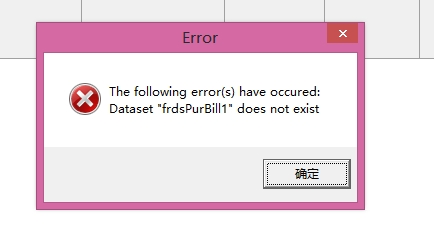 Error
The following error(s) have occured:
Dataset "frdsPurBill1" does not exist
确定